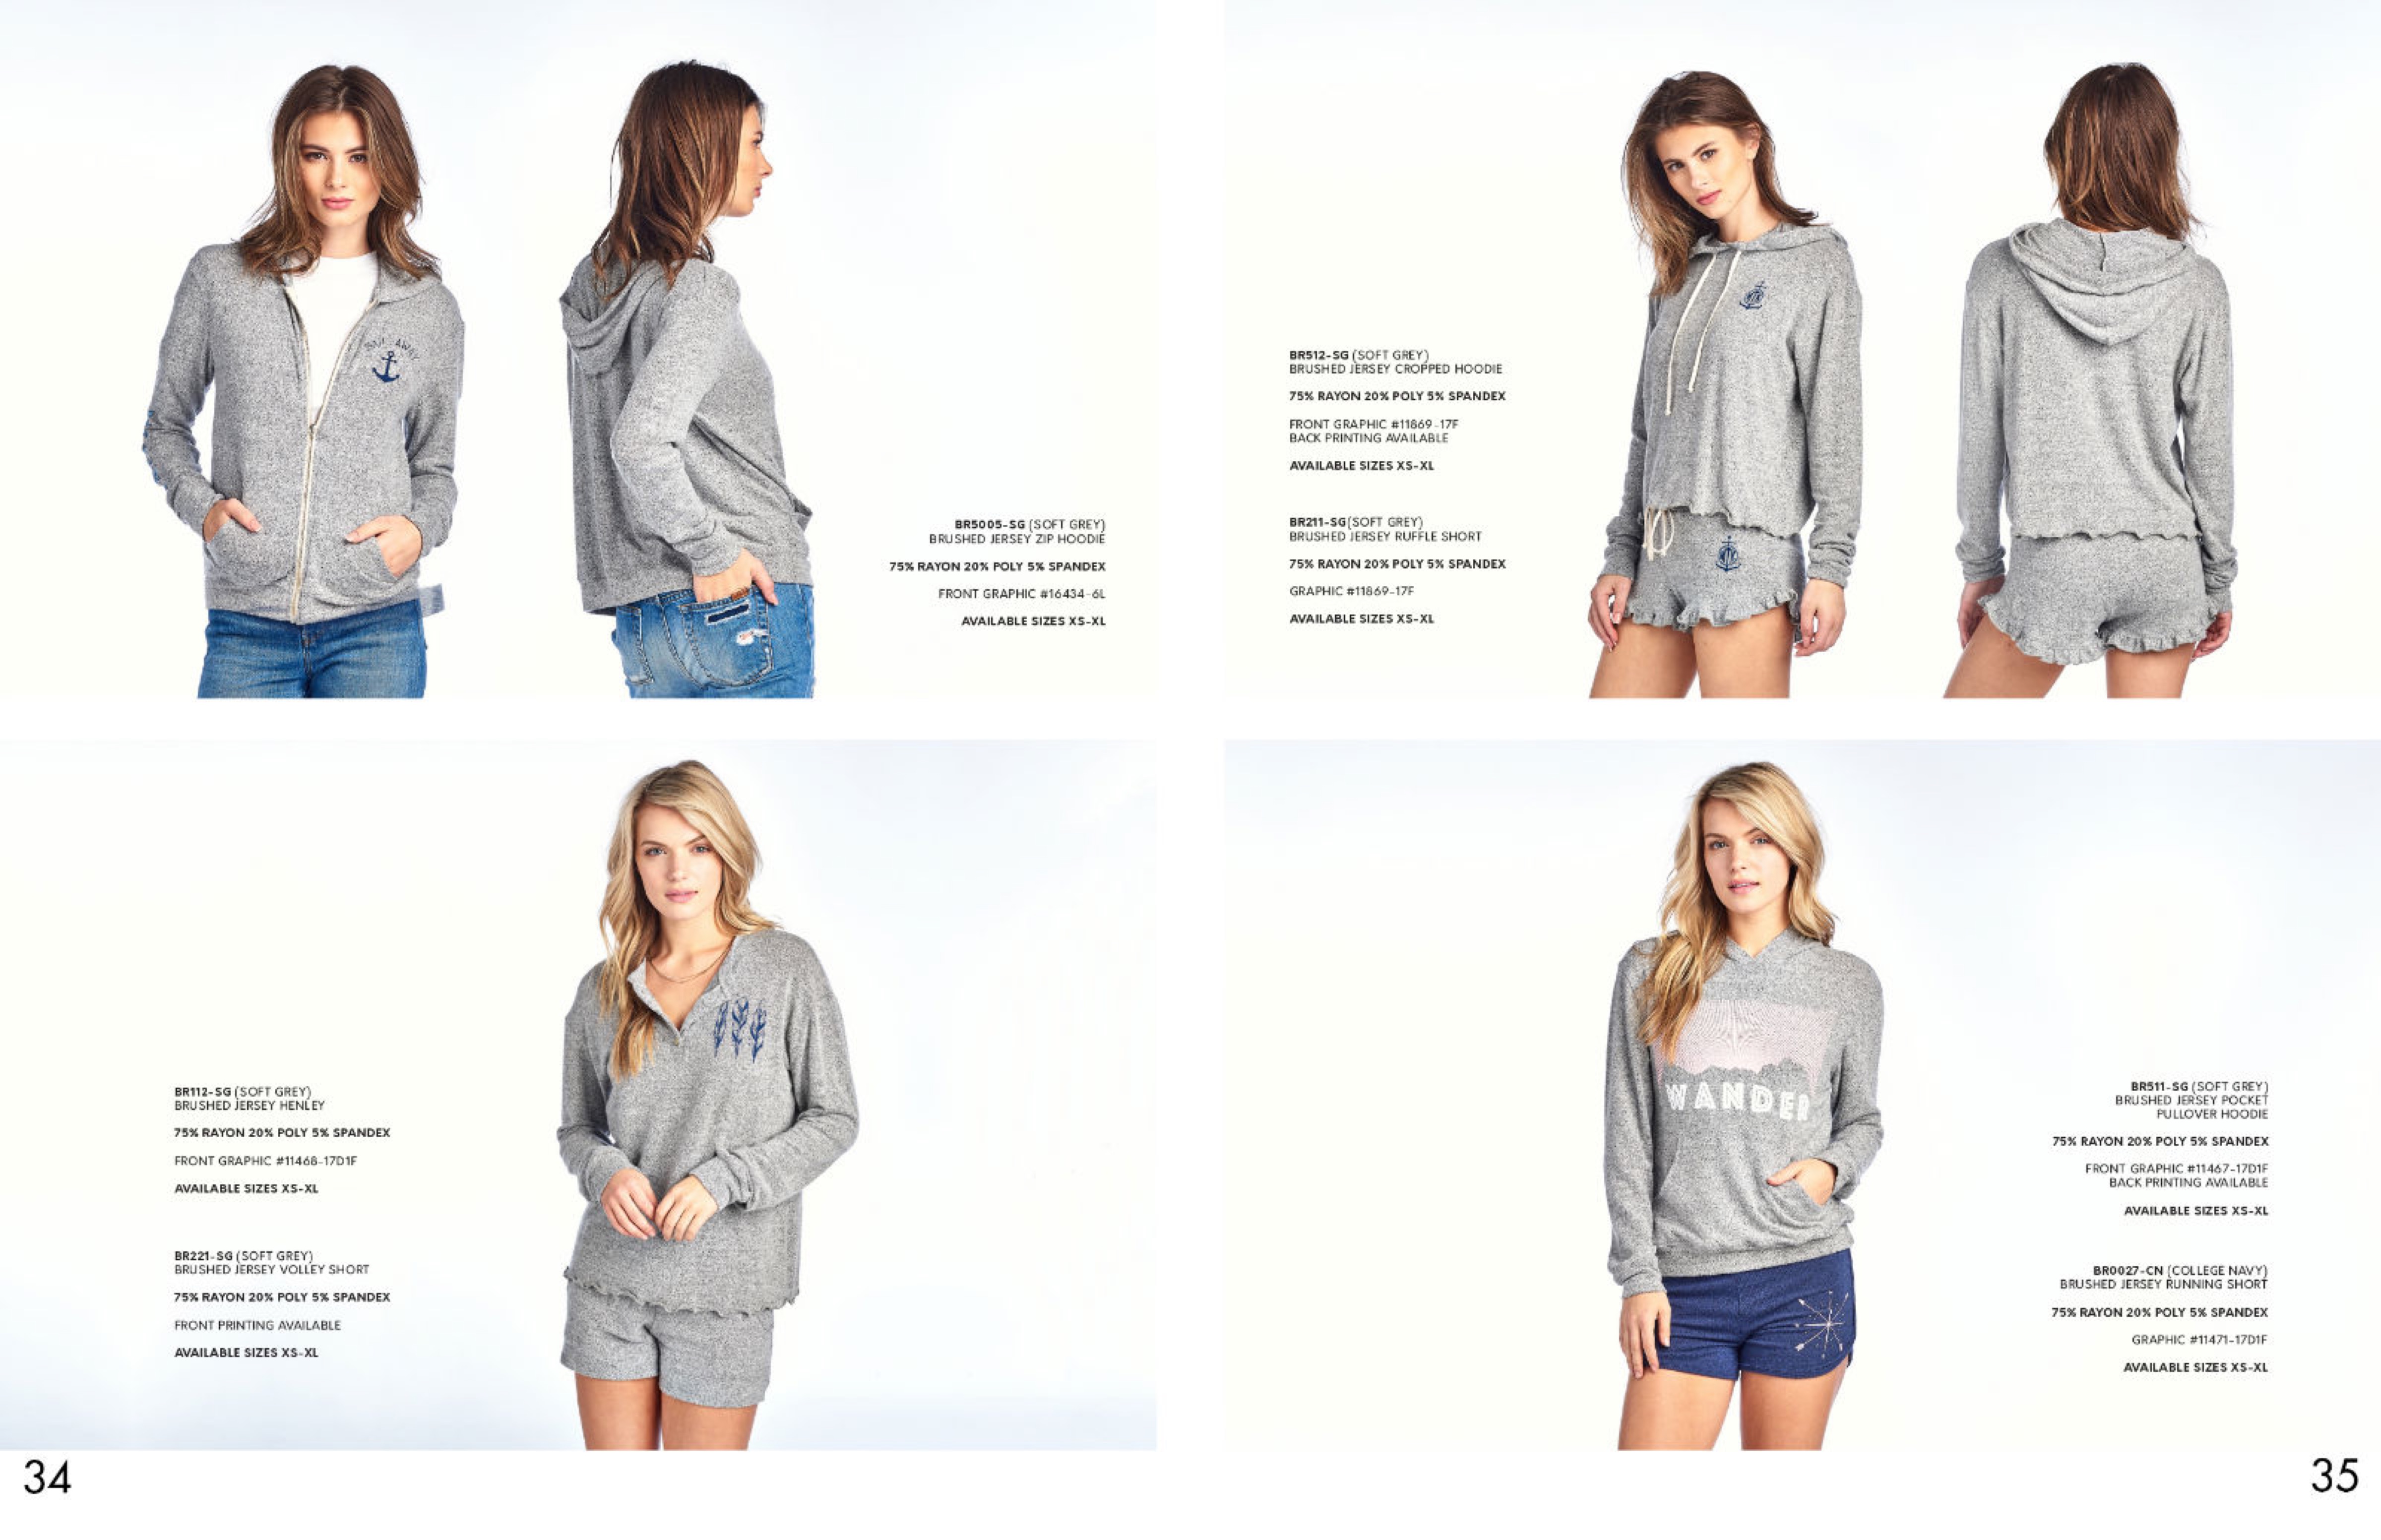 SAIL AWAY
BR5005-SG (SOFT GREY)
BRUSHED JERSEY ZIP HOODIE
75% RAYON 20% POLY 5% SPANDEX
FRONT GRAPHIC #16434-6L
AVAILABLE SIZES XS-XL
BR512-SG (SOFT GREY)
BRUSHED JERSEY CROPPED HOODIE
75% RAYON 20% POLY 5% SPANDEX
FRONT GRAPHIC #11869-17F
BACK PRINTING AVAILABLE
AVAILABLE SIZES XS-XL
BR211-SG(SOFT GREY)
BRUSHED JERSEY RUFFLE SHORT
75% RAYON 20% POLY 5% SPANDEX
GRAPHIC #11869-17F
AVAILABLE SIZES XS-XL
BR112-SG (SOFT GREY)
BRUSHED JERSEY HENLEY
75% RAYON 20% POLY 5% SPANDEX
FRONT GRAPHIC #11468-17D1F
AVAILABLE SIZES XS-XL
BR221-SG (SOFT GREY)
BRUSHED JERSEY VOLLEY SHORT
75% RAYON 20% POLY 5% SPANDEX
FRONT PRINTING AVAILABLE
AVAILABLE SIZES XS-XL
WANDER
BR511-SG (SOFT GREY)
BRUSHED JERSEY POCKET
PULLOVER HOODIE
75% RAYON 20% POLY 5% SPANDEX
FRONT GRAPHIC #11467-17D1F
BACK PRINTING AVAILABLE
AVAILABLE SIZES XS-XL
BR0027-CN (COLLEGE NAVY)
BRUSHED JERSEY RUNNING SHORT
75% RAYON 20% POLY 5% SPANDEX
GRAPHIC #11471-17D1F
AVAILABLE SIZES XS-XL
34
35